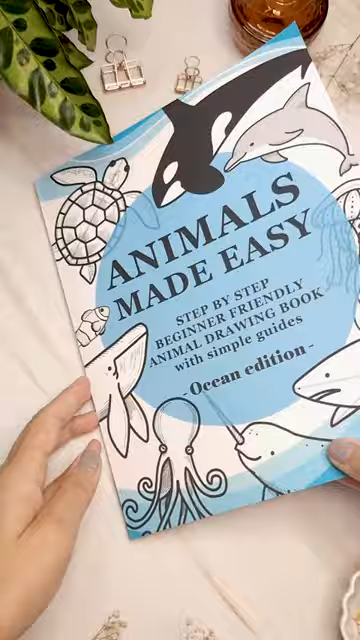 ANIMALS
MADE EASY
STEP BY STEP
BEGINNER FRIENDLY
ANIMAL DRAWING BOOK
with simple guides
- Ocean edition -